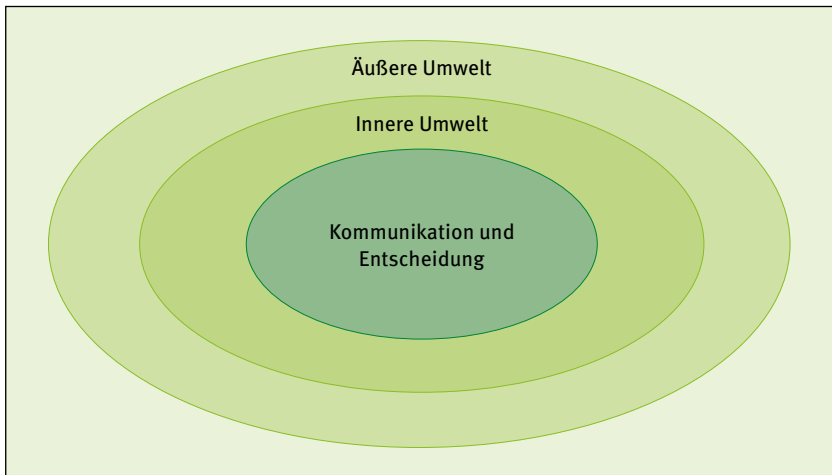 Äußere Umwelt
Innere Umwelt
Kommunikation und
Entscheidung